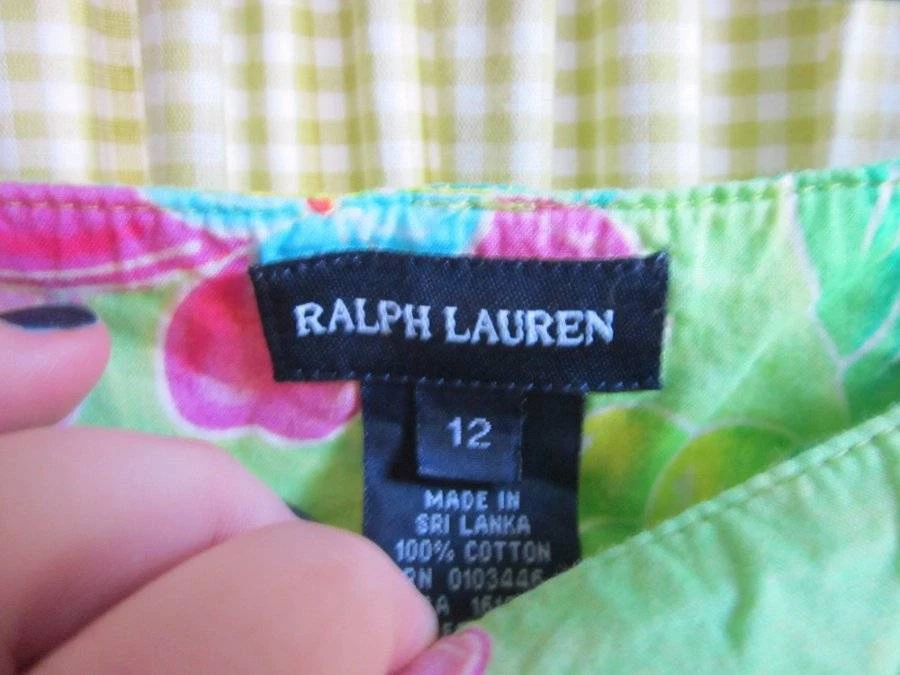 RALPH LAUREN
12
MADE IN
SRI LANKA
100% COTTON
RN 0103446